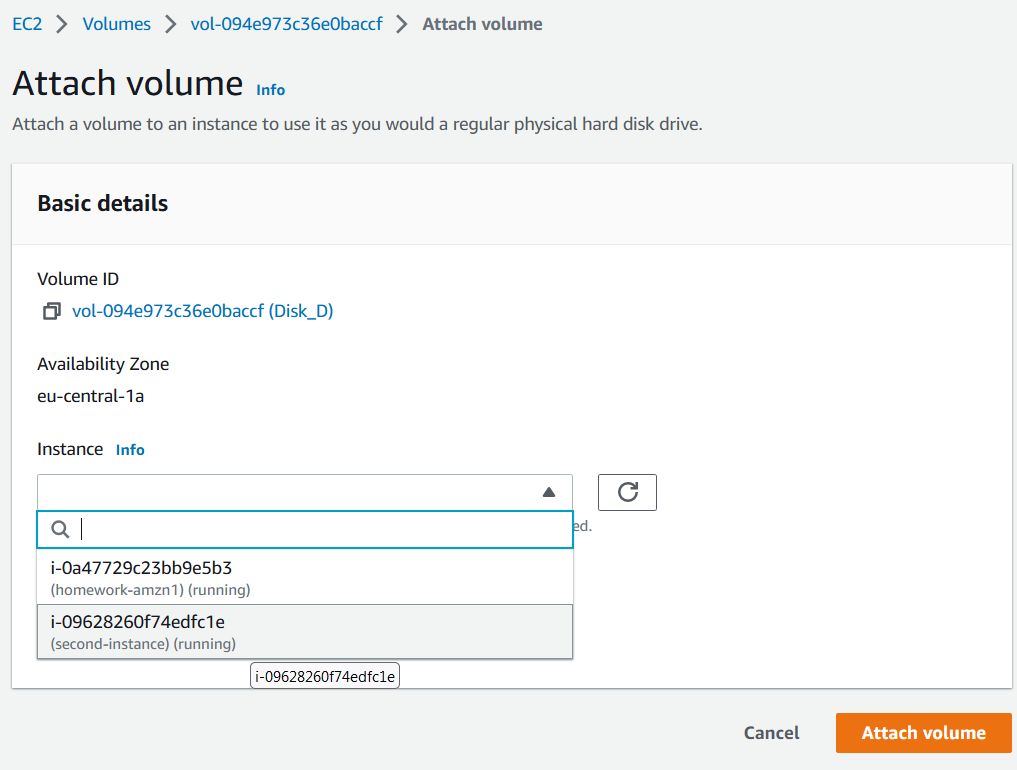 EC2 > Volumes > vol-094e973c36e0baccf > Attach volume
Attach volume Info
Attach a volume to an instance to use it as you would a regular physical hard disk drive.
Basic details
Volume ID
vol-094e973c36e0baccf (Disk_D)
Availability Zone
eu-central-1a
Instance Info
ed.
i-0a47729c23bb9e5b3
(homework-amzn1) (running)
i-09628260f74edfc1e
(second-instance) (running)
i-09628260f74edfc1e
Cancel Attach volume